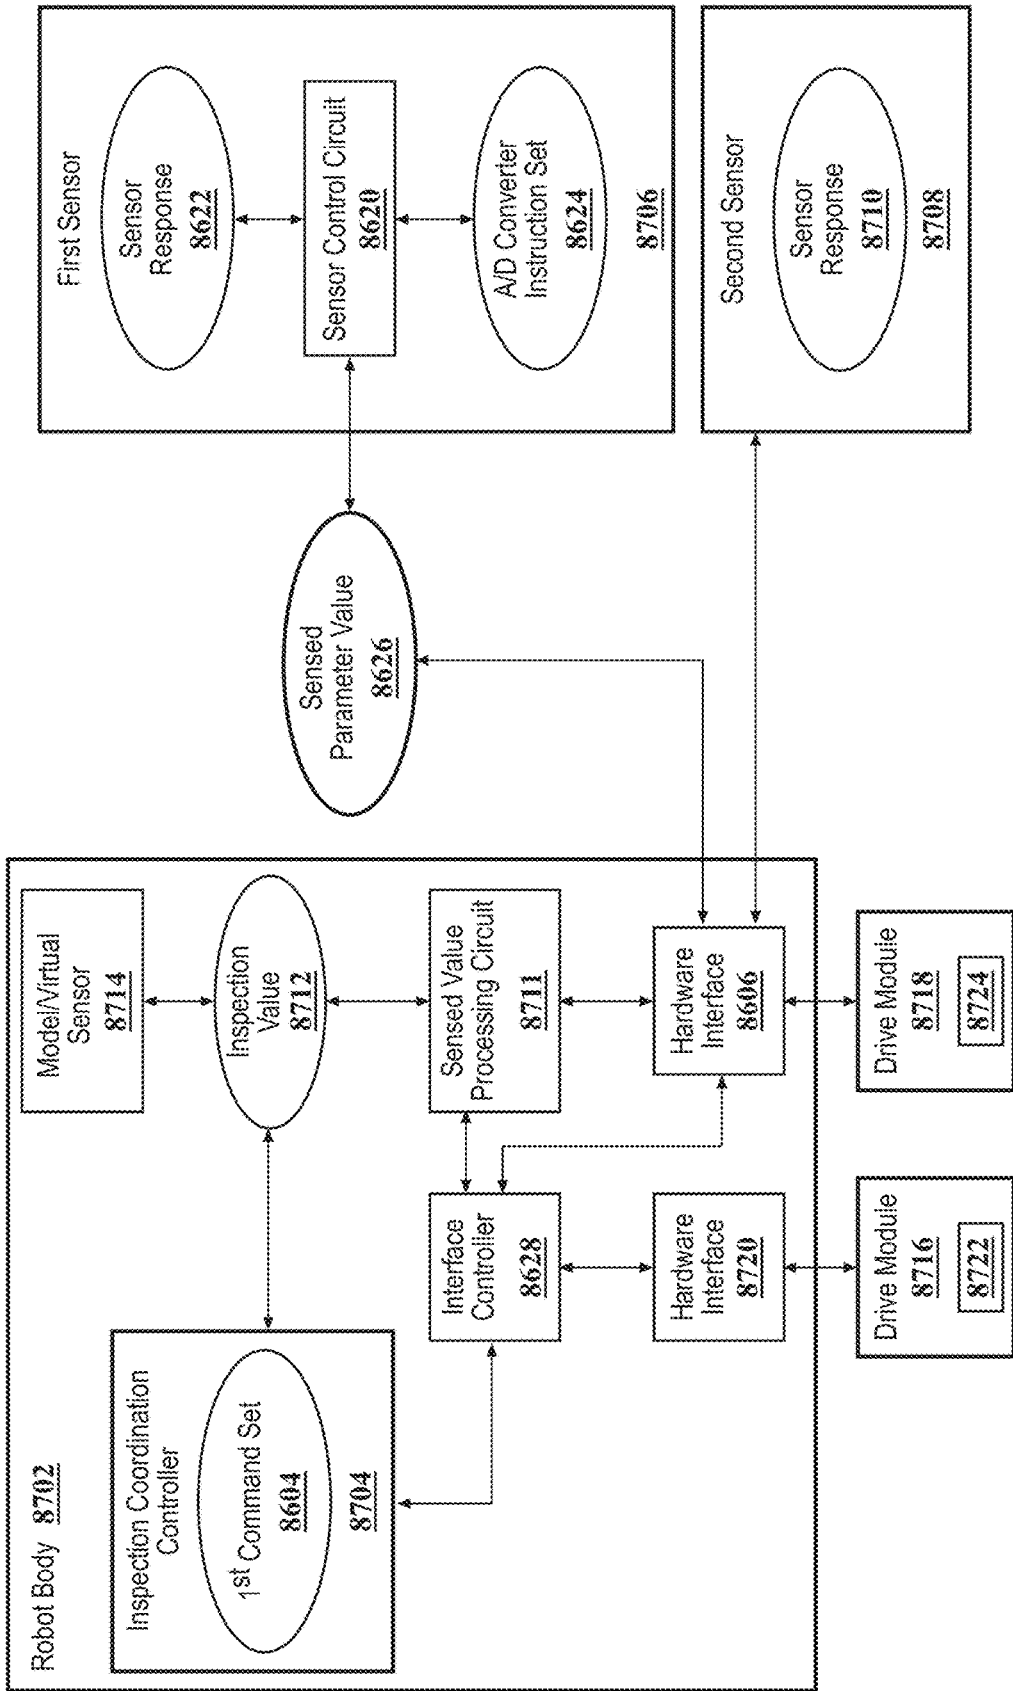 Robot Body 8702
Inspection Coordination
Controller
1st Command Set
8604
8704
Model/Virtual
Sensor
8714
Inspection
Value
8712
Interface
Controller
8628
Sensed Value
Processing Circuit
8711
Hardware
Interface
8720
Hardware
Interface
8606
Drive Module
8716
8722
Drive Module
8718
8724
Sensed
Parameter Value
8626
First Sensor
Sensor
Response
8622
Sensor Control Circuit
8620
A/D Converter
Instruction Set
8624
8706
Second Sensor
Sensor
Response
8710
8708